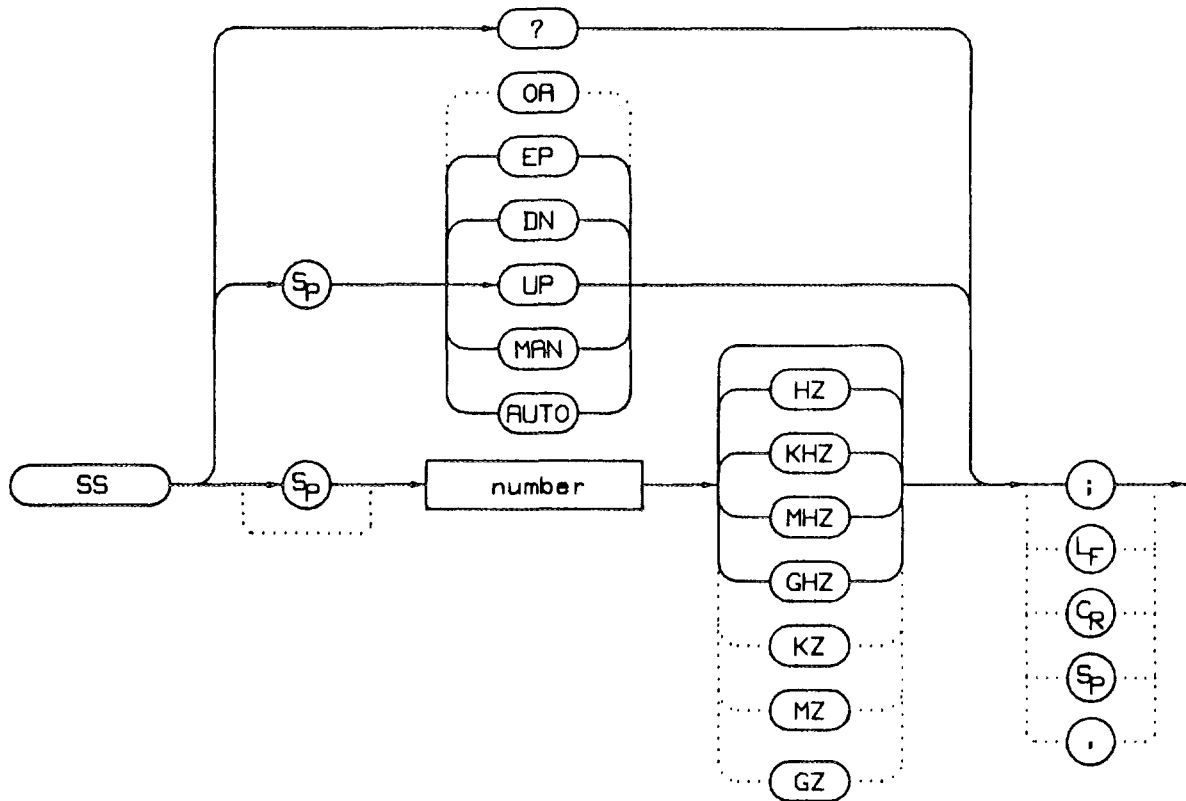 ?
OA
EP
DN
SP
UP
MAN
AUTO
HZ
KHZ
SS
SP
number
MHZ
;
GHZ
LF
KZ
CR
MZ
SP
GZ
,